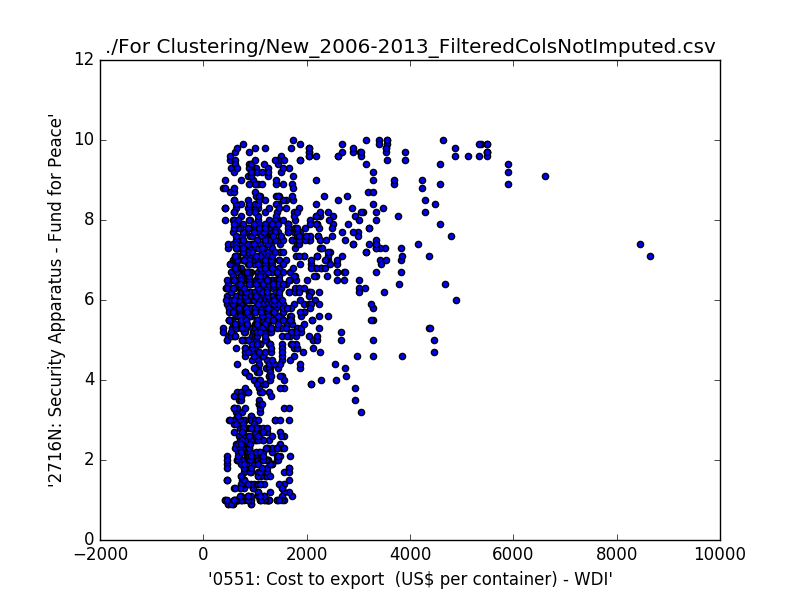 ./For Clustering/New_2006-2013_FilteredColsNotImputed.csv
12
10
8
6
4
2
0
'2716N: Security Apparatus - Fund for Peace'
−2000 0 2000 4000 6000 8000 10000
'0551: Cost to export  (US$ per container) - WDI'